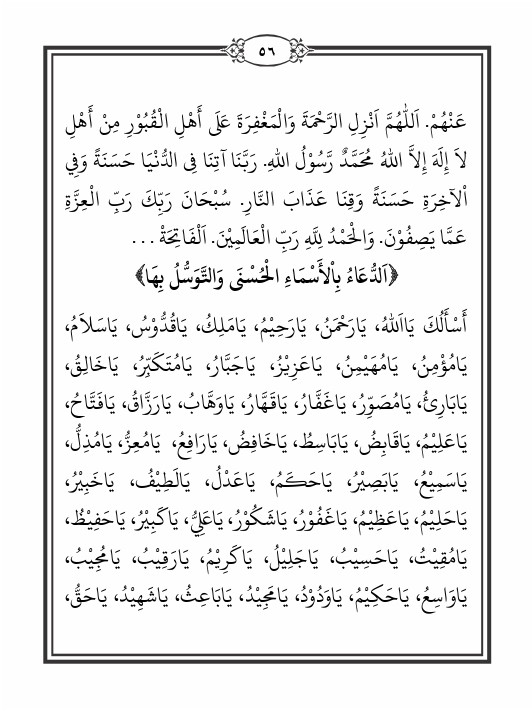 ٥٦
عَنْهُمْ. اَللّٰهُمَّ اَنْزِلِ الرَّحْمَةَ وَالْمَغْفِرَةَ عَلَى أَهْلِ الْقُبُوْرِ مِنْ أَهْلِ
لاَ إِلَهَ إِلاَّ اللهُ مُحَمَّدٌ رَّسُوْلُ اللهِ. رَبَّنَا آتِنَا فِى الدُّنْيَا حَسَنَةً وَفِي
اْلآخِرَةِ حَسَنَةً وَقِنَا عَذَابَ النَّارِ. سُبْحَانَ رَبِّكَ رَبِّ الْعِزَّةِ
عَمَّا يَصِفُوْنَ. وَالْحَمْدُ لِلَّهِ رَبِّ الْعَالَمِيْنَ. اَلْفَاتِحَةْ ...
﴿اَلدُّعَاءُ بِاْلأَسْمَاءِ الْحُسْنَى وَالتَّوَسُّلُ بِهَا﴾
أَسْأَلُكَ يَااَللهُ، يَارَحْمٰنُ، يَارَحِيْمُ، يَامَلِكُ، يَاقُدُّوْسُ، يَاسَلاَمُ،
يَامُؤْمِنُ، يَامُهَيْمِنُ، يَاعَزِيْزُ، يَاجَبَّارُ، يَامُتَكَبِّرُ، يَاخَالِقُ،
يَابَارِئُ، يَامُصَوِّرُ، يَاغَفَّارُ، يَاقَهَّارُ، يَاوَهَّابُ، يَارَزَّاقُ، يَافَتَّاحُ،
يَاعَلِيْمُ، يَاقَابِضُ، يَابَاسِطُ، يَاخَافِضُ، يَارَافِعُ، يَامُعِزُّ، يَامُذِلُّ،
يَاسَمِيْعُ، يَابَصِيْرُ، يَاحَكَمُ، يَاعَدْلُ، يَالَطِيْفُ، يَاخَبِيْرُ،
يَاحَلِيْمُ، يَاعَظِيْمُ، يَاغَفُوْرُ، يَاشَكُوْرُ، يَاعَلِيُّ، يَاكَبِيْرُ، يَاحَفِيْظُ،
يَامُقِيْتُ، يَاحَسِيْبُ، يَاجَلِيْلُ، يَاكَرِيْمُ، يَارَقِيْبُ، يَامُجِيْبُ،
يَاوَاسِعُ، يَاحَكِيْمُ، يَاوَدُوْدُ، يَامَجِيْدُ، يَابَاعِثُ، يَاشَهِيْدُ، يَاحَقُّ،